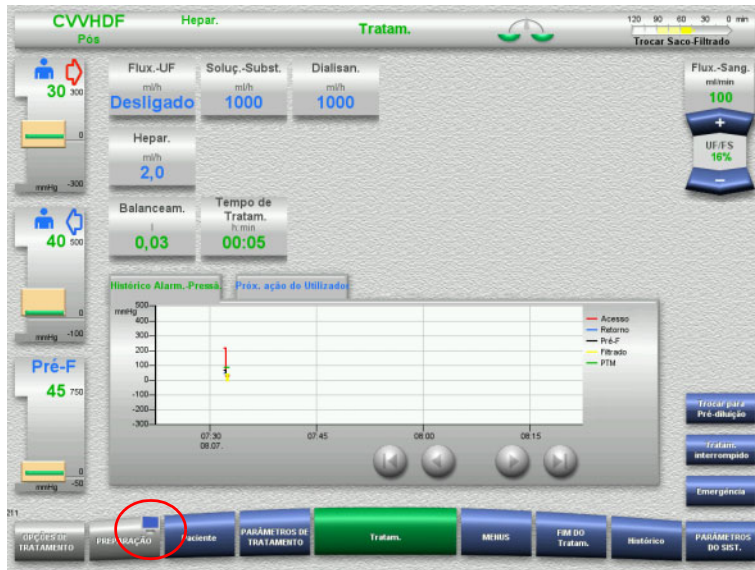 CVVHDF
Hepar.
Tratam.
Pós
120 90 60 30 0 min
Trocar Saco-Filtrado
30
300
0
mmHg -300
Flux.-UF
ml/h
Desligado
Soluç.-Subst.
ml/h
1000
Dialisan.
ml/h
1000
Flux.-Sang.
ml/min
100
+
UF/FS
16%
–
Hepar.
ml/h
2,0
40
500
0
mmHg -100
Balanceam.
l
0,03
Tempo de
Tratam.
h:min
00:05
Histórico Alarm.-Pressã.
Próx. ação do Utilizador
mmHg
500
400
300
200
100
0
-100
-200
-300
07:30
08.07.
07:45
08:00
08:15
Acesso
Retorno
Pré-F
Filtrado
PTM
Pré-F
45
750
0
mmHg -50
Trocar para
Pré-diluição
Tratam.
interrompido
Emergência
211
OPÇÕES DE
TRATAMENTO
PREPARAÇÃO
Paciente
PARÂMETROS DE
TRATAMENTO
Tratam.
MENUS
FIM DO
Tratam.
Histórico
PARÂMETROS
DO SIST.